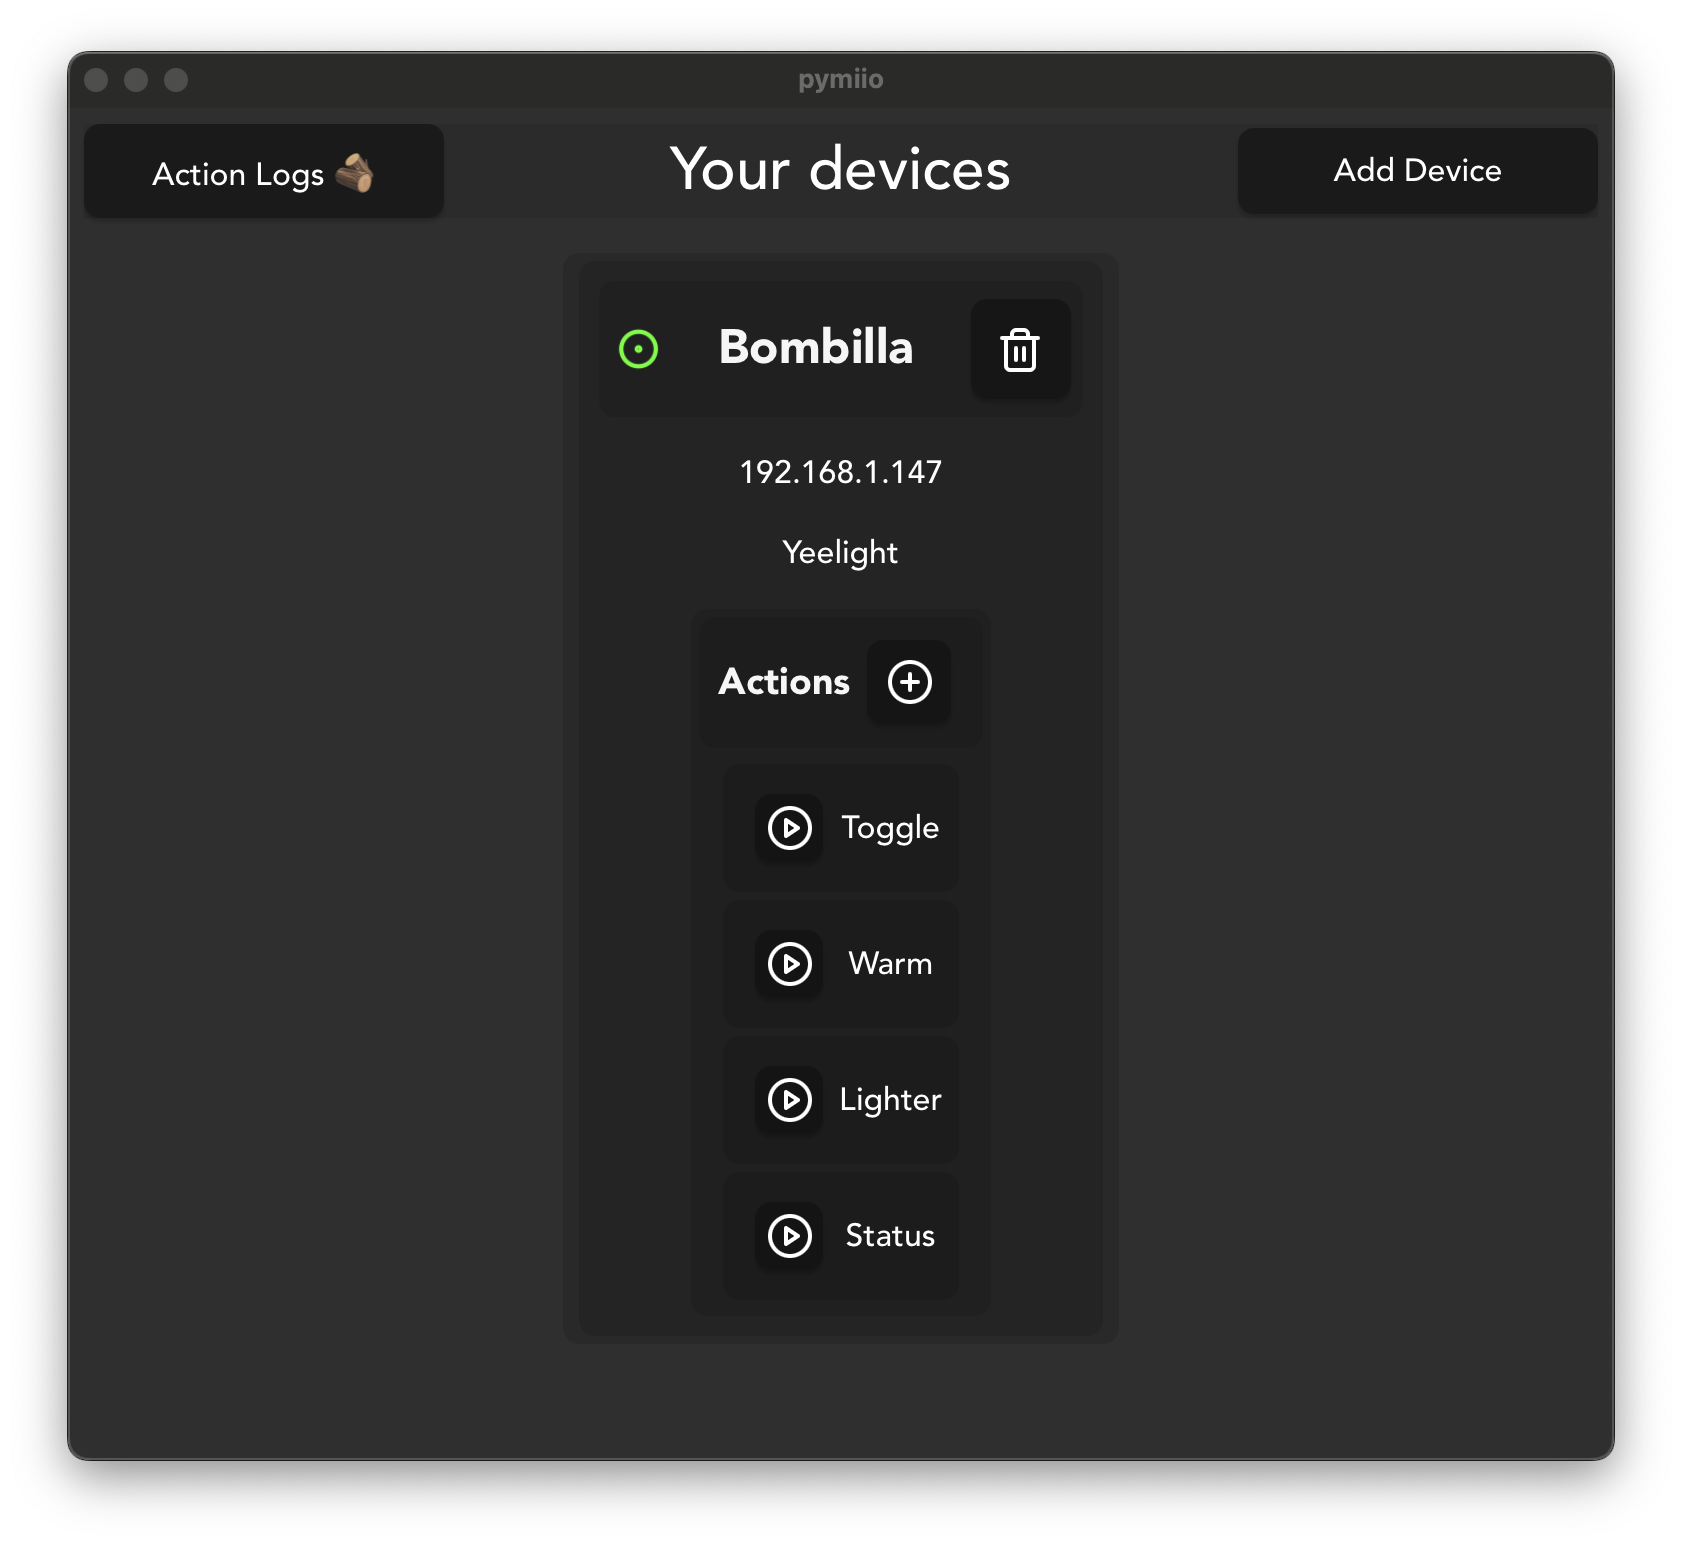 pymiio
Action Logs 🪵
Your devices
Add Device
Bombilla
192.168.1.147
Yeelight
Actions
Toggle
Warm
Lighter
Status